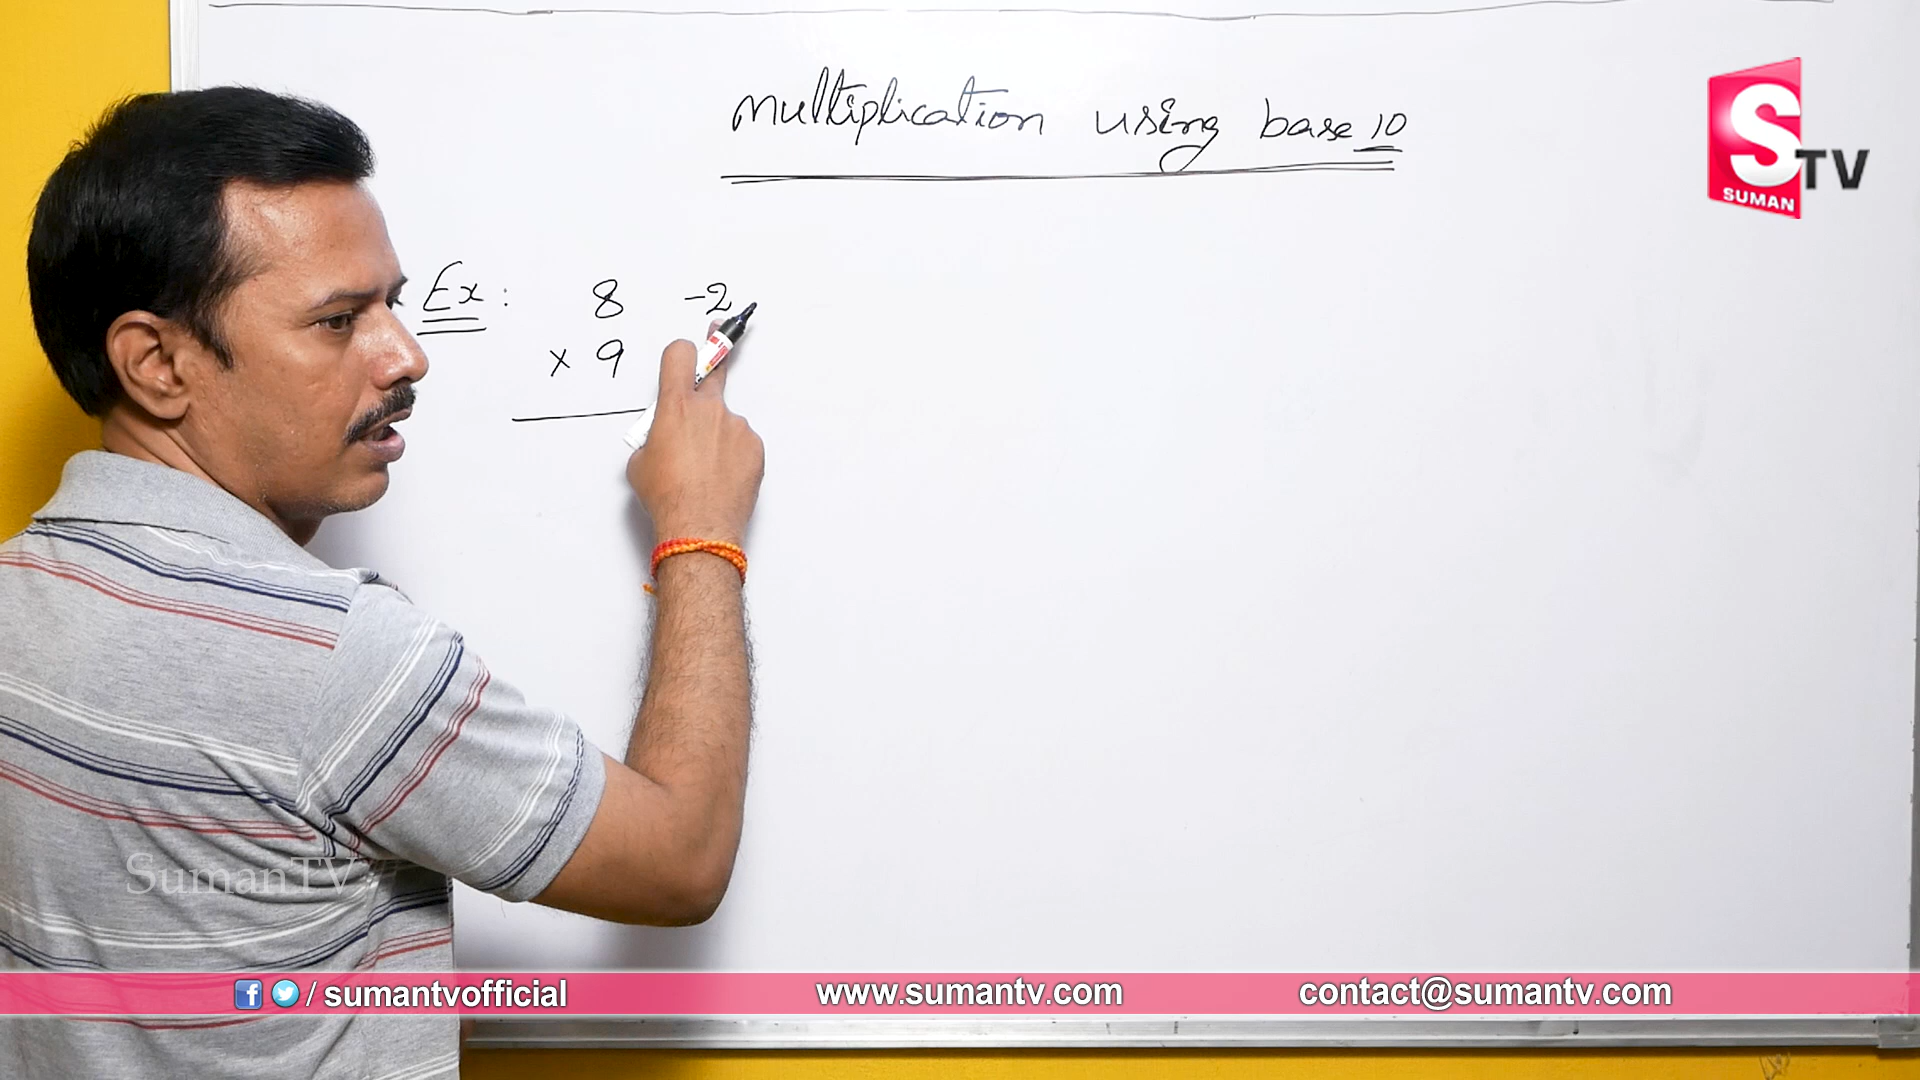 multiplication using base 10
S TV
SUMAN
Ex : 8 -2
x 9
SumanTV
/ sumantvofficial www.sumantv.com contact@sumantv.com